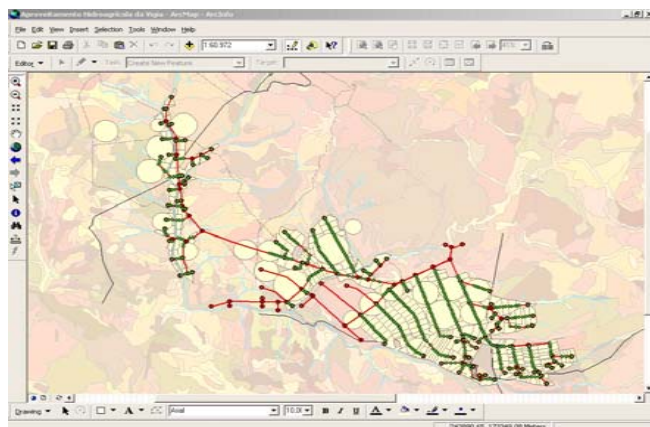 Aproveitamento Hidroagrícola da Vigia - ArcMap - ArcInfo
File Edit View Insert Selection Tools Window Help
1:60.972
Editor Task: Create New Feature Target:
Drawing A Arial 10 B I U A